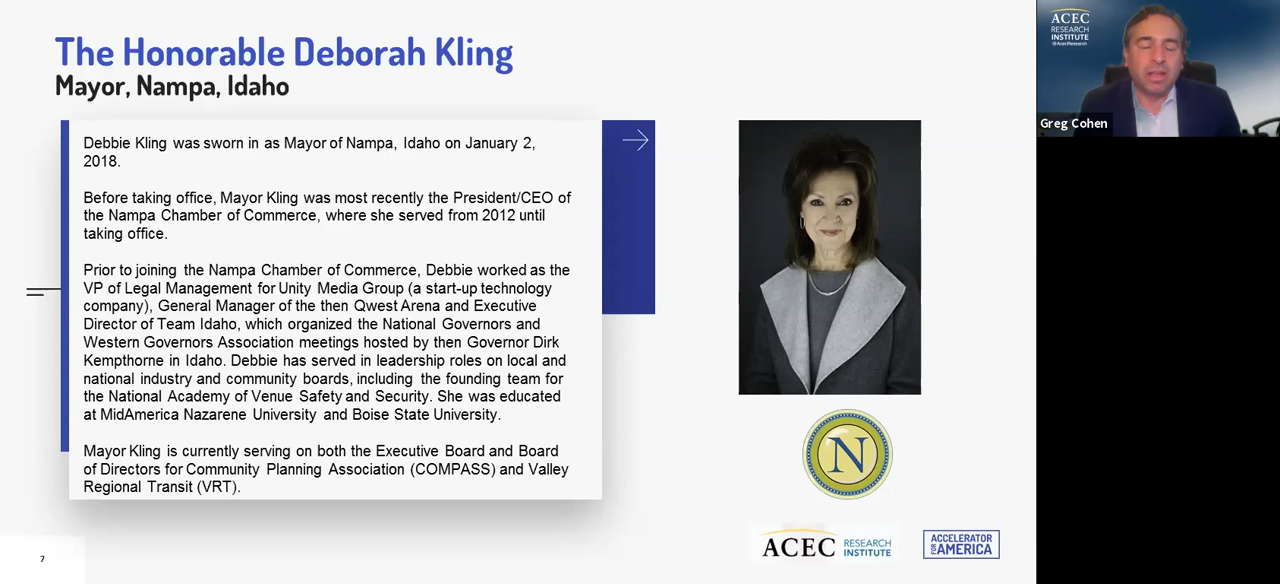 The Honorable Deborah Kling
Mayor, Nampa, Idaho
Debbie Kling was sworn in as Mayor of Nampa, Idaho on January 2,
2018.
Before taking office, Mayor Kling was most recently the President/CEO of
the Nampa Chamber of Commerce, where she served from 2012 until
taking office.
Prior to joining the Nampa Chamber of Commerce, Debbie worked as the
VP of Legal Management for Unity Media Group (a start-up technology
company), General Manager of the then Qwest Arena and Executive
Director of Team Idaho, which organized the National Governors and
Western Governors Association meetings hosted by then Governor Dirk
Kempthorne in Idaho. Debbie has served in leadership roles on local and
national industry and community boards, including the founding team for
the National Academy of Venue Safety and Security. She was educated
at MidAmerica Nazarene University and Boise State University.
Mayor Kling is currently serving on both the Executive Board and Board
of Directors for Community Planning Association (COMPASS) and Valley
Regional Transit (VRT).
N
ACEC RESEARCH
INSTITUTE
ACCELERATOR
FOR AMERICA
7
ACEC
RESEARCH
INSTITUTE
Greg Cohen